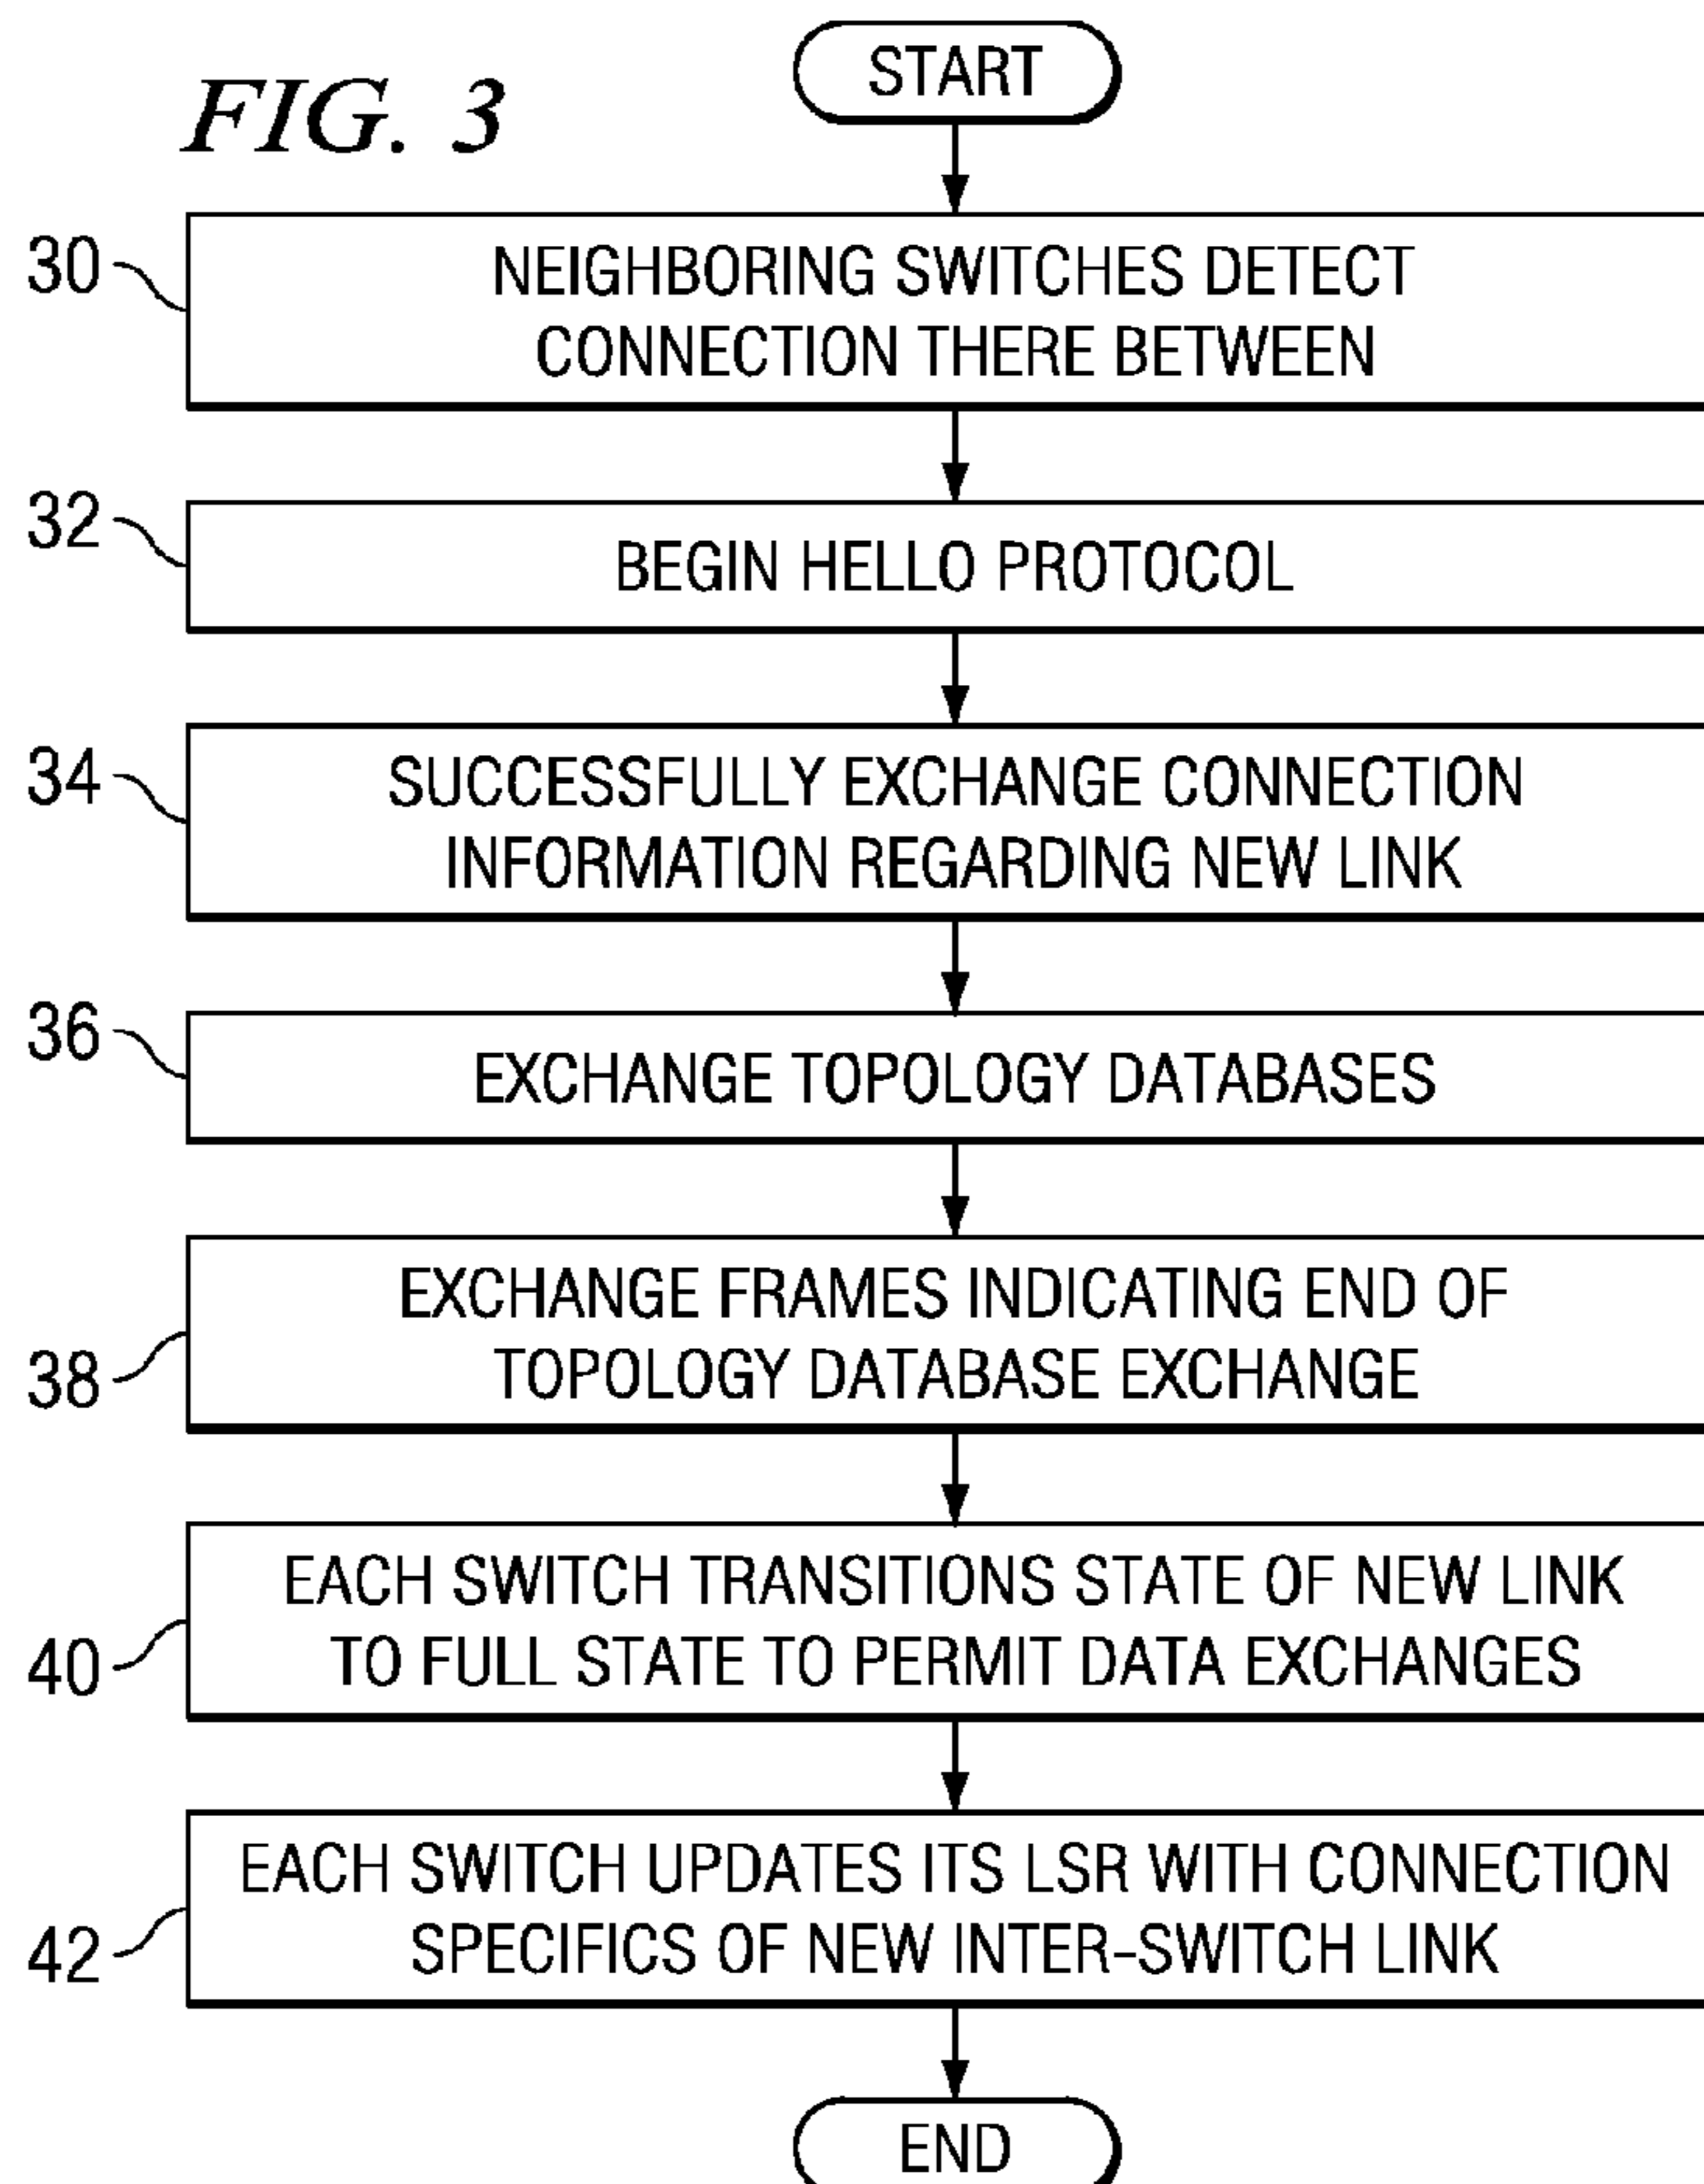 FIG. 3
START
30
NEIGHBORING SWITCHES DETECT
CONNECTION THERE BETWEEN
32
BEGIN HELLO PROTOCOL
34
SUCCESSFULLY EXCHANGE CONNECTION
INFORMATION REGARDING NEW LINK
36
EXCHANGE TOPOLOGY DATABASES
38
EXCHANGE FRAMES INDICATING END OF
TOPOLOGY DATABASE EXCHANGE
40
EACH SWITCH TRANSITIONS STATE OF NEW LINK
TO FULL STATE TO PERMIT DATA EXCHANGES
42
EACH SWITCH UPDATES ITS LSR WITH CONNECTION
SPECIFICS OF NEW INTER-SWITCH LINK
END